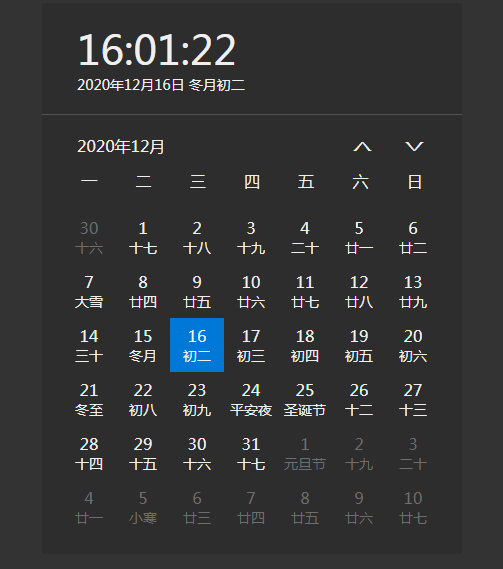 16:01:22
2020年12月16日 冬月初二
2020年12月
一 二 三 四 五 六 日
30 1 2 3 4 5 6
十六 十七 十八 十九 二十 廿一 廿二
7 8 9 10 11 12 13
大雪 廿四 廿五 廿六 廿七 廿八 廿九
14 15 16 17 18 19 20
三十 冬月 初二 初三 初四 初五 初六
21 22 23 24 25 26 27
冬至 初八 初九 平安夜 圣诞节 十二 十三
28 29 30 31 1 2 3
十四 十五 十六 十七 元旦节 十九 二十
4 5 6 7 8 9 10
廿一 小寒 廿三 廿四 廿五 廿六 廿七